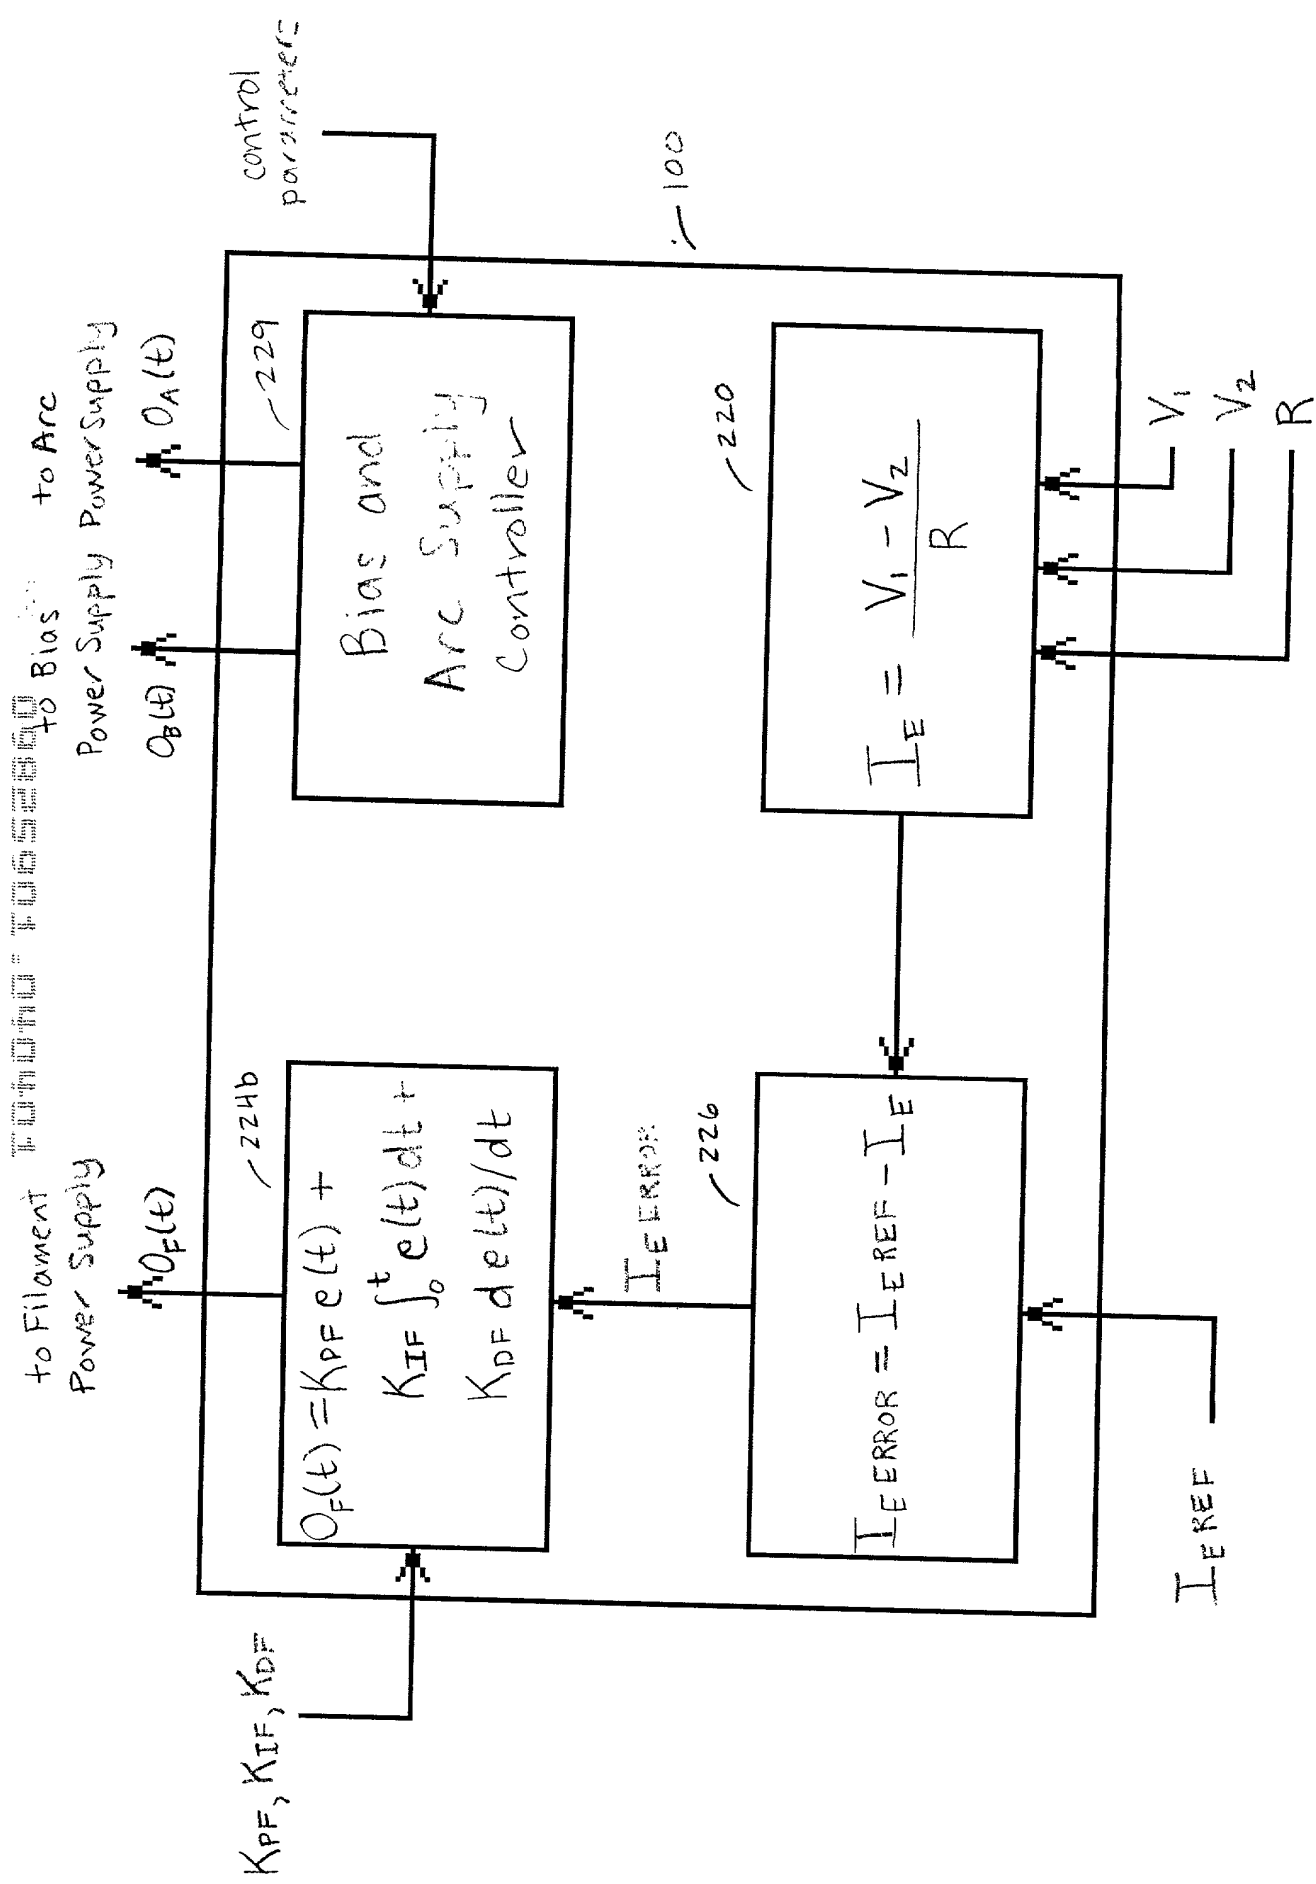 to Filament
Power Supply
O_F(t)
to Bias
Power Supply
O_B(t)
to Arc
Power Supply
O_A(t)
K_PF, K_IF, K_DF
224b
O_F(t) = K_PF e(t) +
K_IF ∫₀ᵗ e(t)dt +
K_DF de(t)/dt
229
Bias and
Arc Supply
Controller
control
parameters
I_E ERROR
226
I_E ERROR = I_E REF - I_E
220
I_E = V_1 - V_2
R
100
I_E REF
V_1
V_2
R